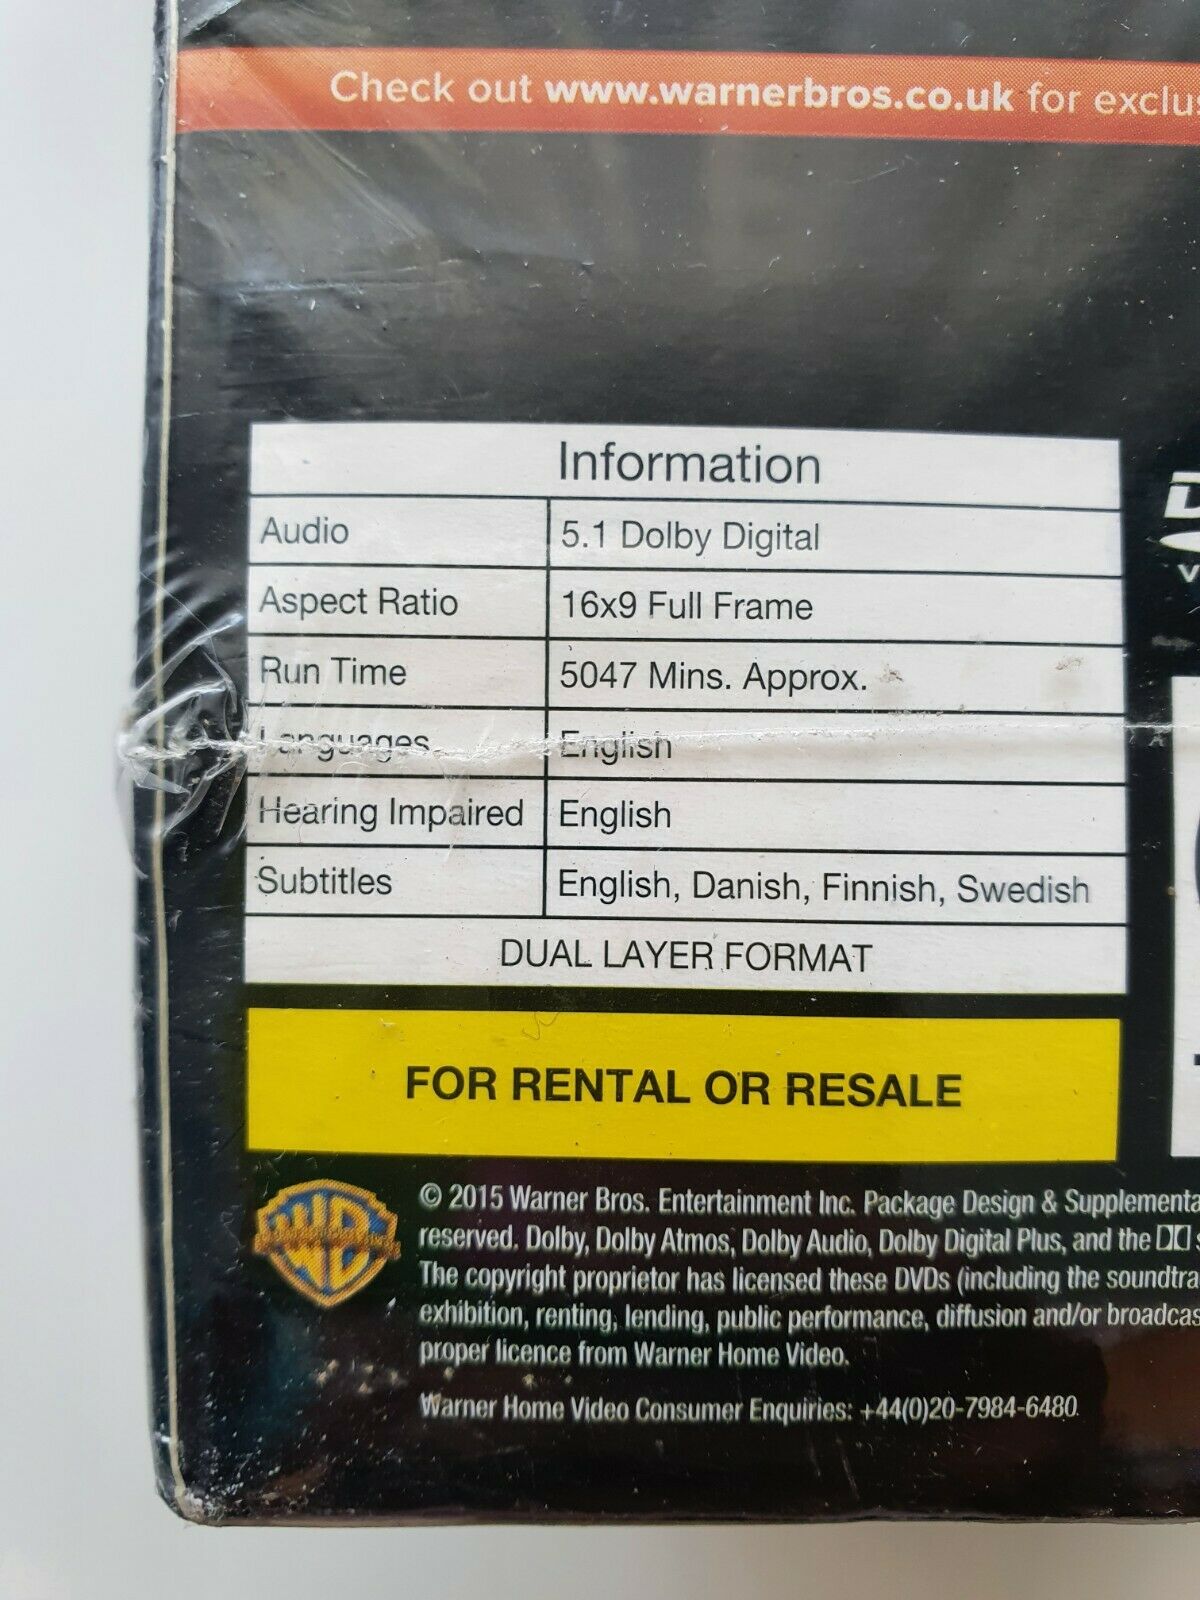 Check out www.warnerbros.co.uk for exclus
Information
Audio 5.1 Dolby Digital
Aspect Ratio 16x9 Full Frame
Run Time 5047 Mins. Approx.
Languages English
Hearing Impaired English
Subtitles English, Danish, Finnish, Swedish
DUAL LAYER FORMAT
FOR RENTAL OR RESALE
© 2015 Warner Bros. Entertainment Inc. Package Design & Supplementa
reserved. Dolby, Dolby Atmos, Dolby Audio, Dolby Digital Plus, and the s
The copyright proprietor has licensed these DVDs (including the soundtra
exhibition, renting, lending, public performance, diffusion and/or broadcas
proper licence from Warner Home Video.
Warner Home Video Consumer Enquiries: +44(0)20-7984-6480